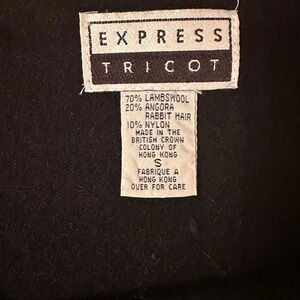 EXPRESS
TRICOT
70% LAMBSWOOL
20% ANGORA
RABBIT HAIR
10% NYLON
MADE IN THE
BRITISH CROWN
COLONY OF
HONG KONG
S
FABRIQUE A
HONG KONG
OVER FOR CARE